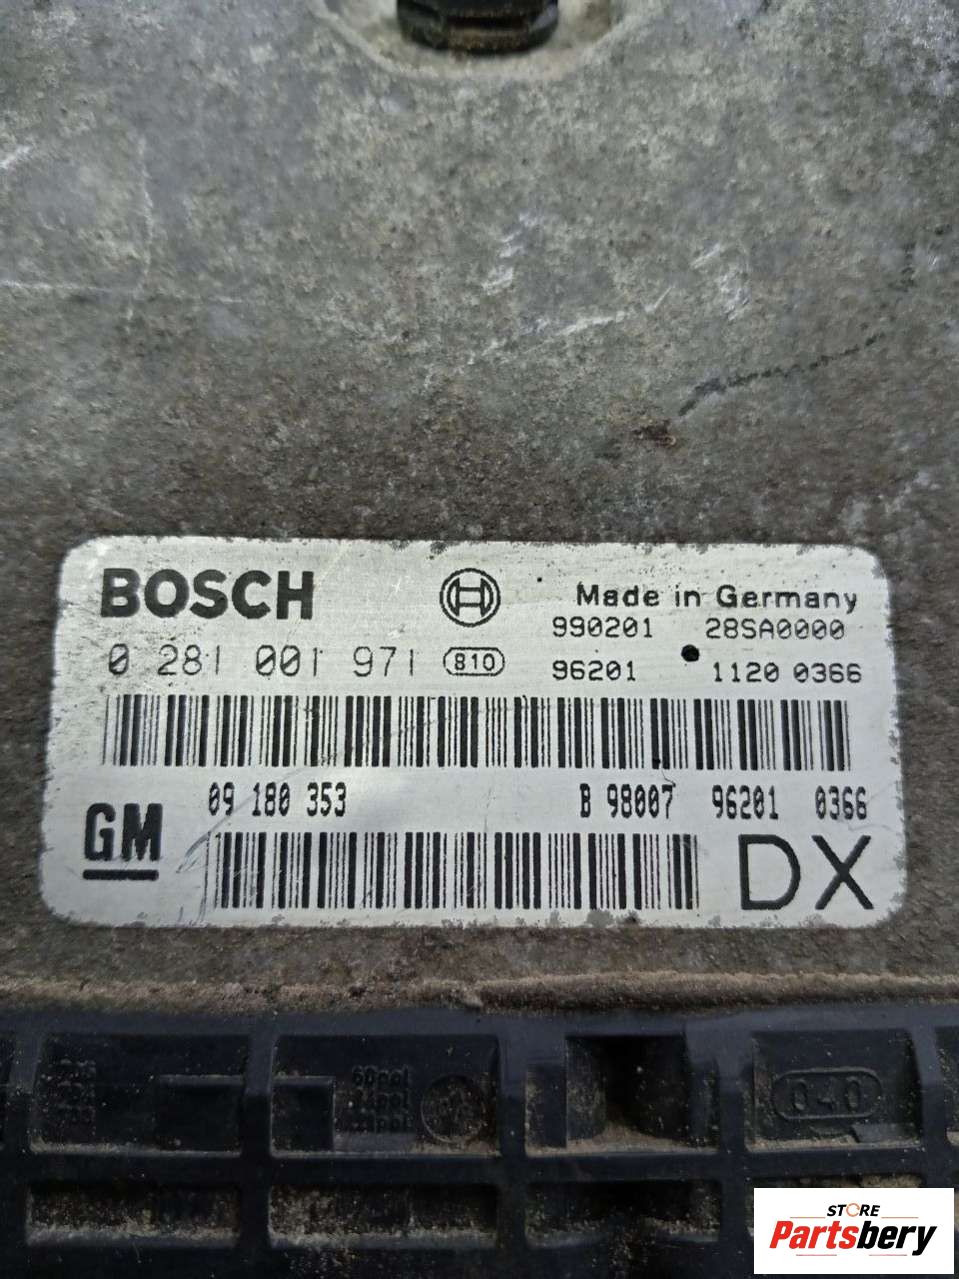 BOSCH
Made in Germany
990201 28SA0000
0 281 001 971 810
96201 1120 0366
09 180 353 B 98007 96201 0366
GM
DX
040
STORE
Partsbery